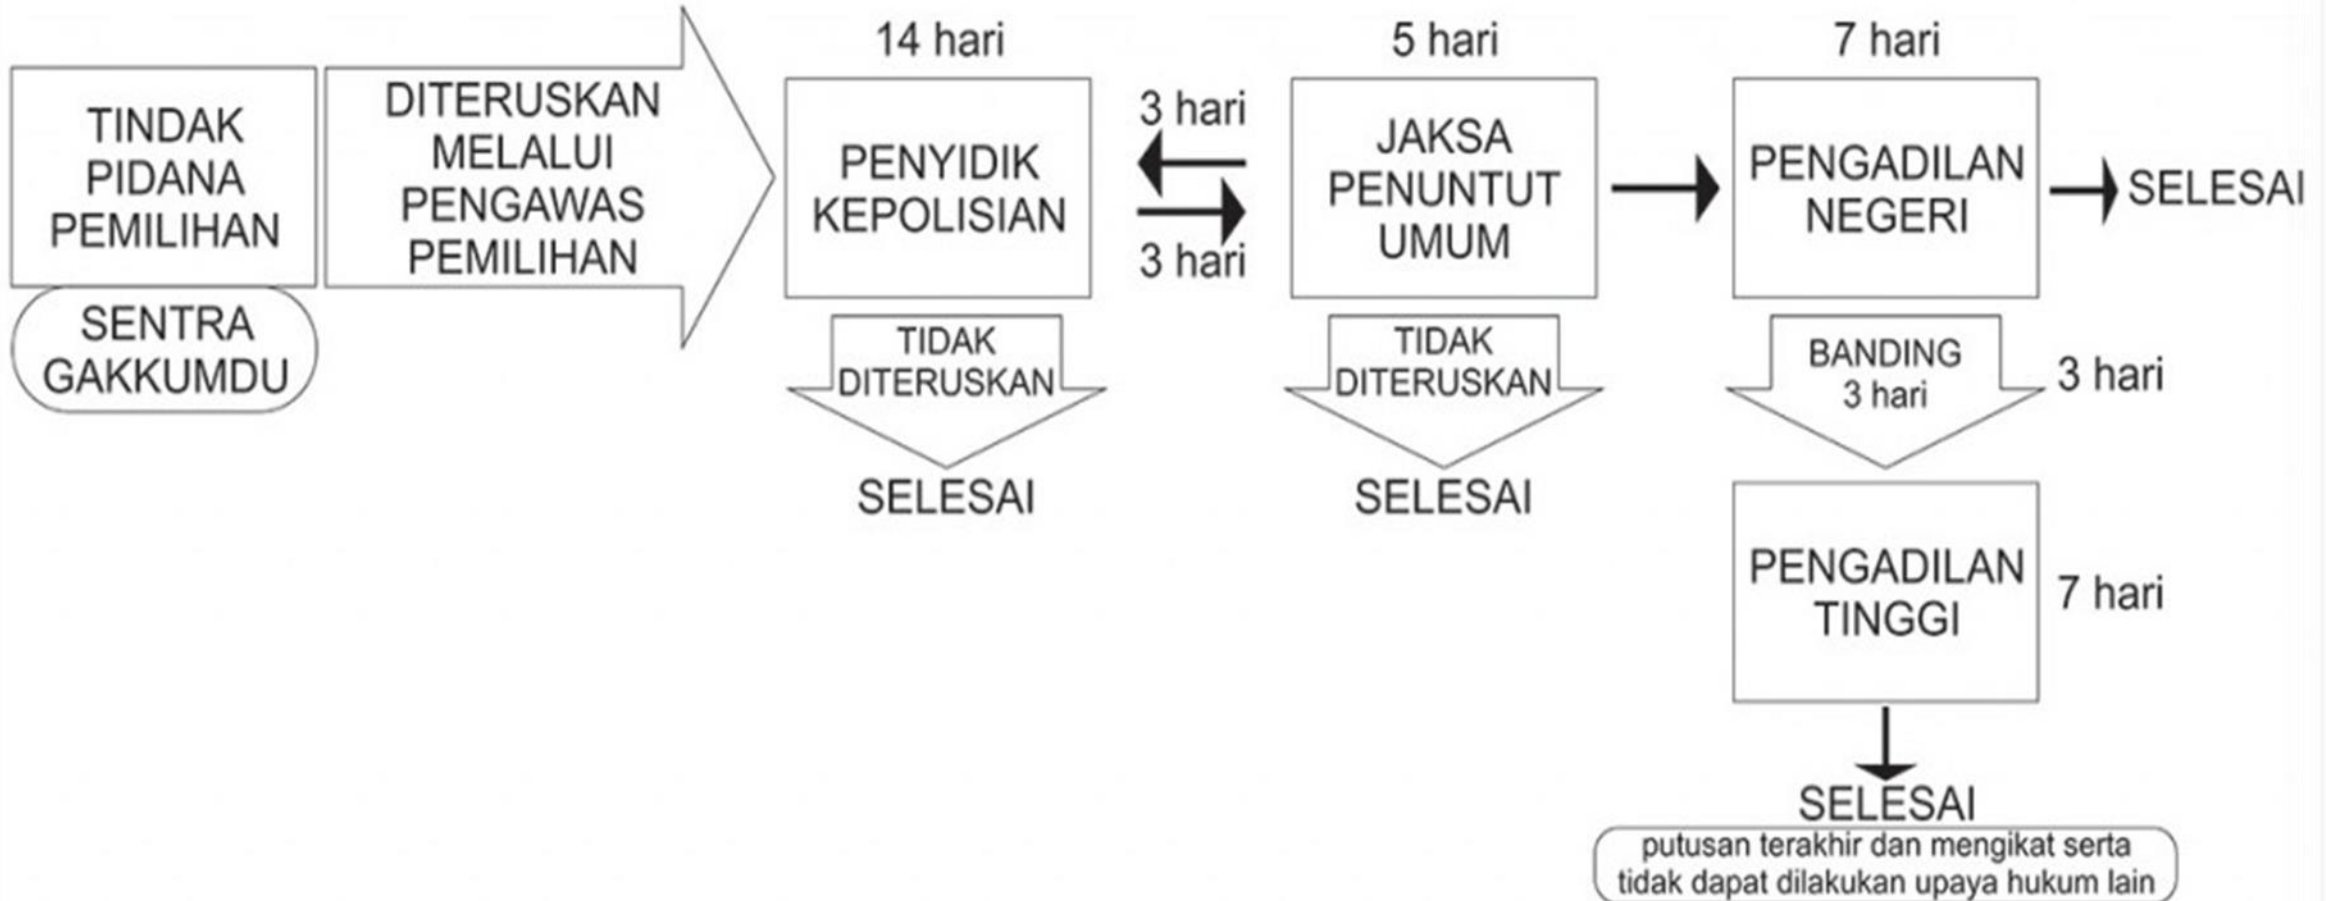 TINDAK
PIDANA
PEMILIHAN
SENTRA
GAKKUMDU
DITERUSKAN
MELALUI
PENGAWAS
PEMILIHAN
14 hari
PENYIDIK
KEPOLISIAN
TIDAK
DITERUSKAN
SELESAI
3 hari
3 hari
5 hari
JAKSA
PENUNTUT
UMUM
TIDAK
DITERUSKAN
SELESAI
7 hari
PENGADILAN
NEGERI
SELESAI
BANDING
3 hari
3 hari
PENGADILAN
TINGGI
7 hari
SELESAI
putusan terakhir dan mengikat serta
tidak dapat dilakukan upaya hukum lain